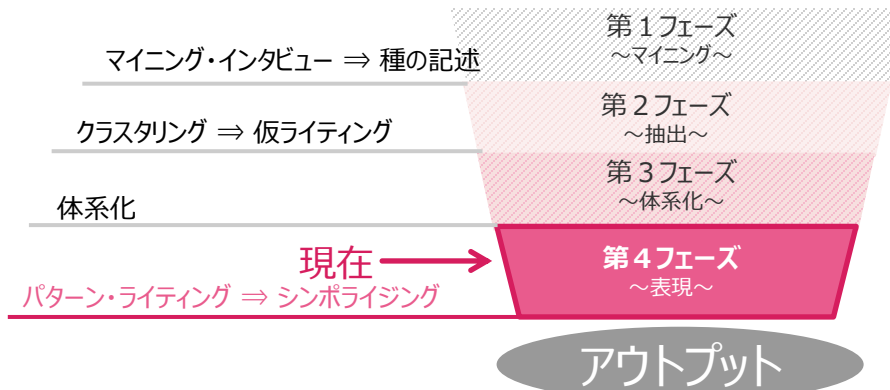 第１フェーズ
～マイニング～
マイニング・インタビュー ⇒ 種の記述
第２フェーズ
～抽出～
クラスタリング ⇒ 仮ライティング
第３フェーズ
～体系化～
体系化
現在
第４フェーズ
～表現～
パターン・ライティング ⇒ シンポライジング
アウトプット